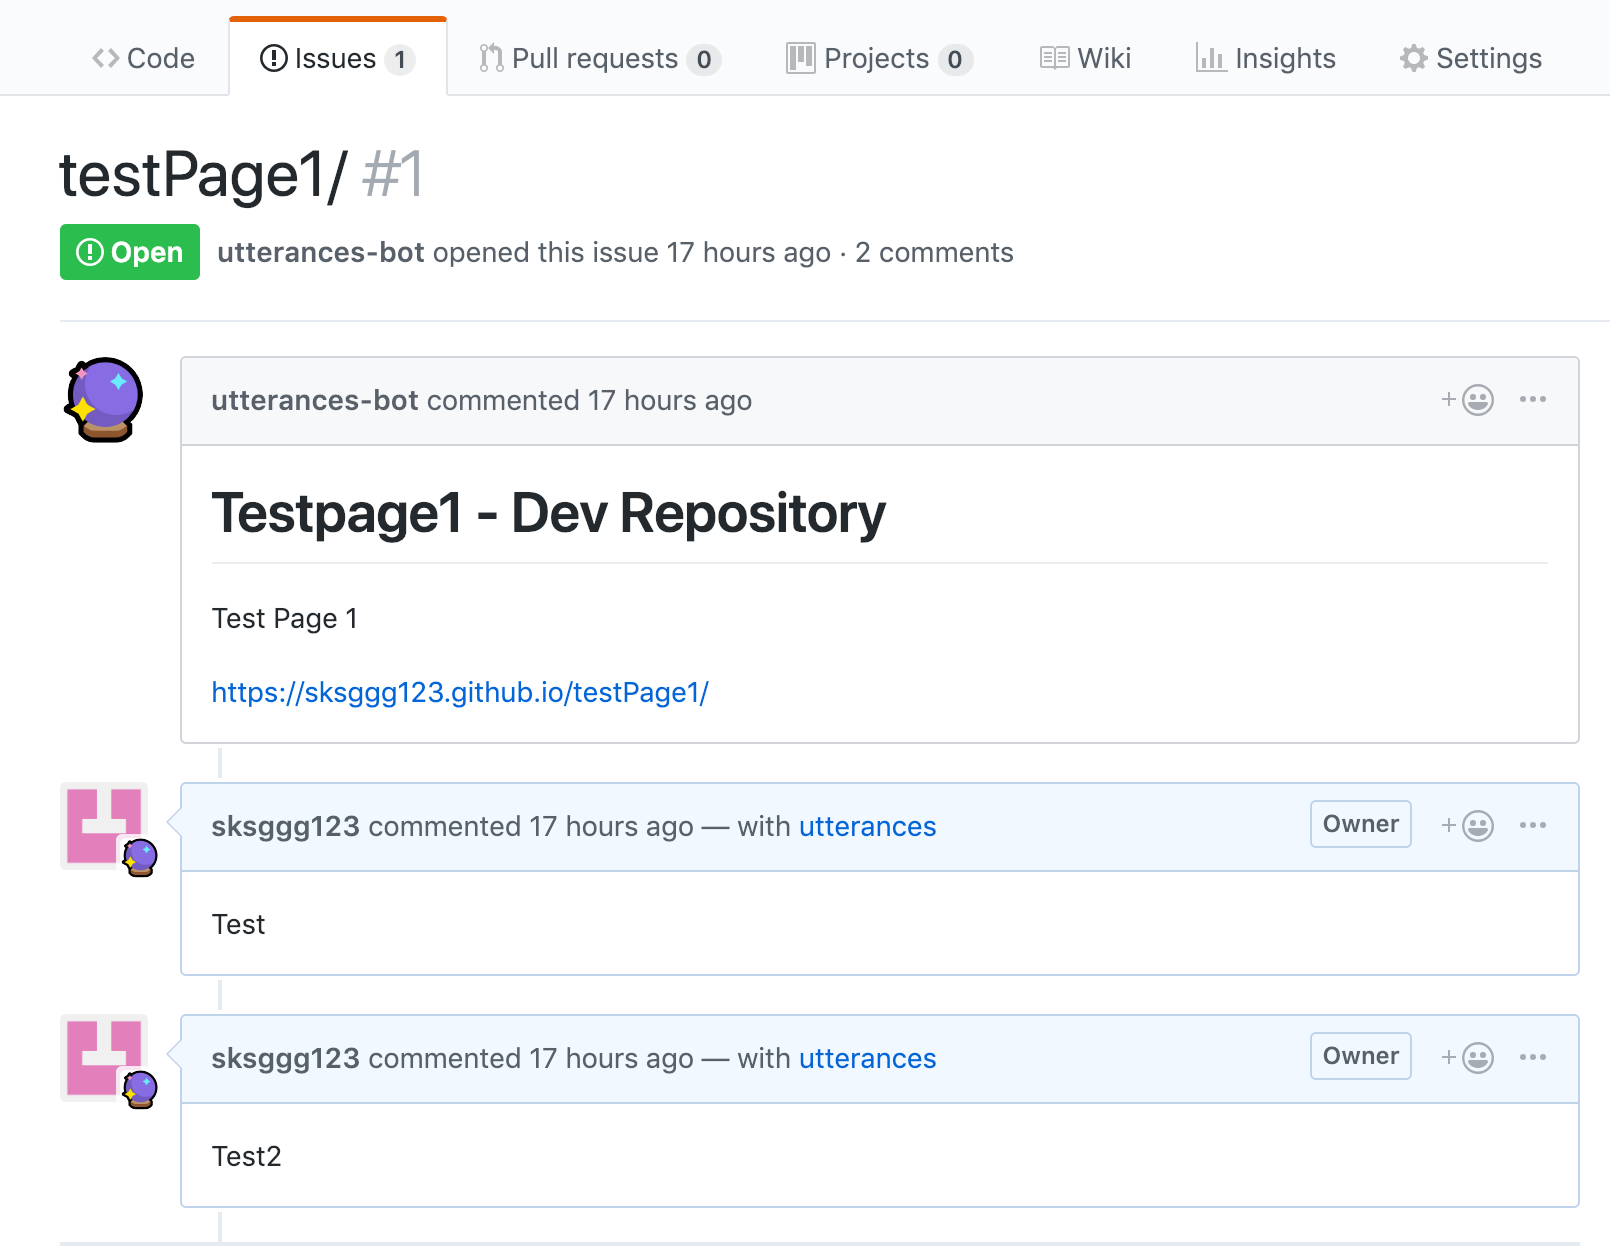 Code Issues 1 Pull requests 0 Projects 0 Wiki Insights Settings
testPage1/ #1
Open utterances-bot opened this issue 17 hours ago · 2 comments
utterances-bot commented 17 hours ago
Testpage1 - Dev Repository
Test Page 1
https://sksggg123.github.io/testPage1/
sksggg123 commented 17 hours ago — with utterances Owner
Test
sksggg123 commented 17 hours ago — with utterances Owner
Test2